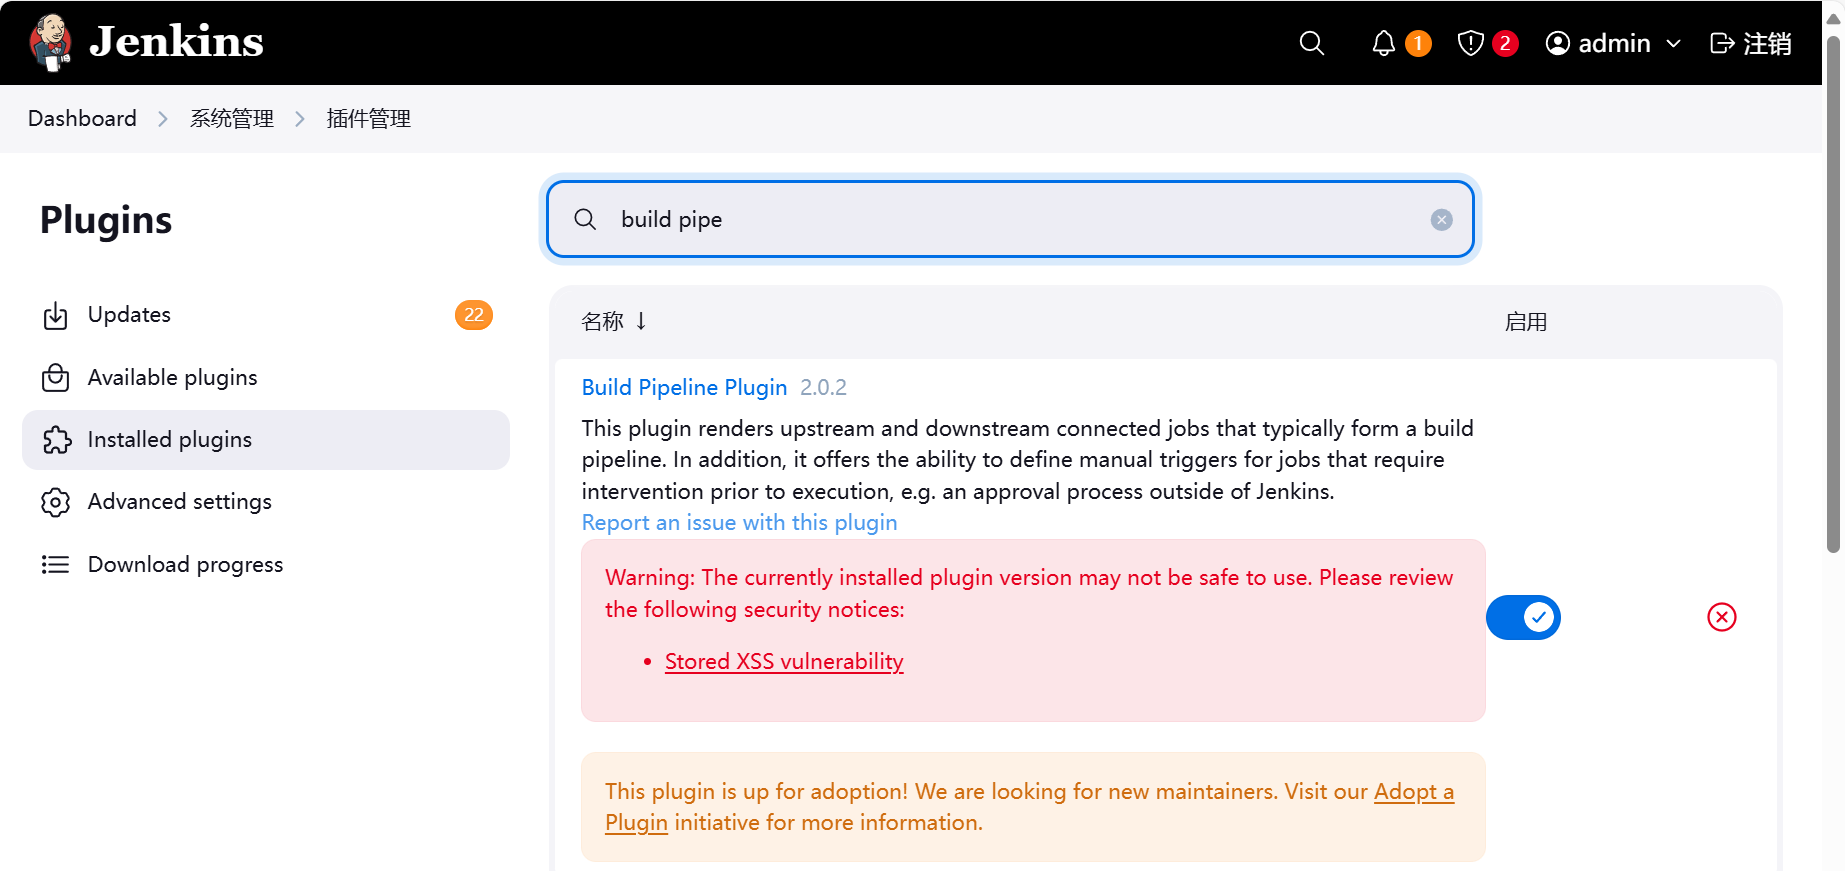 Jenkins
1
2
admin
注销
Dashboard
系统管理
插件管理
Plugins
build pipe
Updates
22
Available plugins
Installed plugins
Advanced settings
Download progress
名称 ↓
启用
Build Pipeline Plugin 2.0.2
This plugin renders upstream and downstream connected jobs that typically form a build
pipeline. In addition, it offers the ability to define manual triggers for jobs that require
intervention prior to execution, e.g. an approval process outside of Jenkins.
Report an issue with this plugin
Warning: The currently installed plugin version may not be safe to use. Please review
the following security notices:
• Stored XSS vulnerability
This plugin is up for adoption! We are looking for new maintainers. Visit our Adopt a
Plugin initiative for more information.